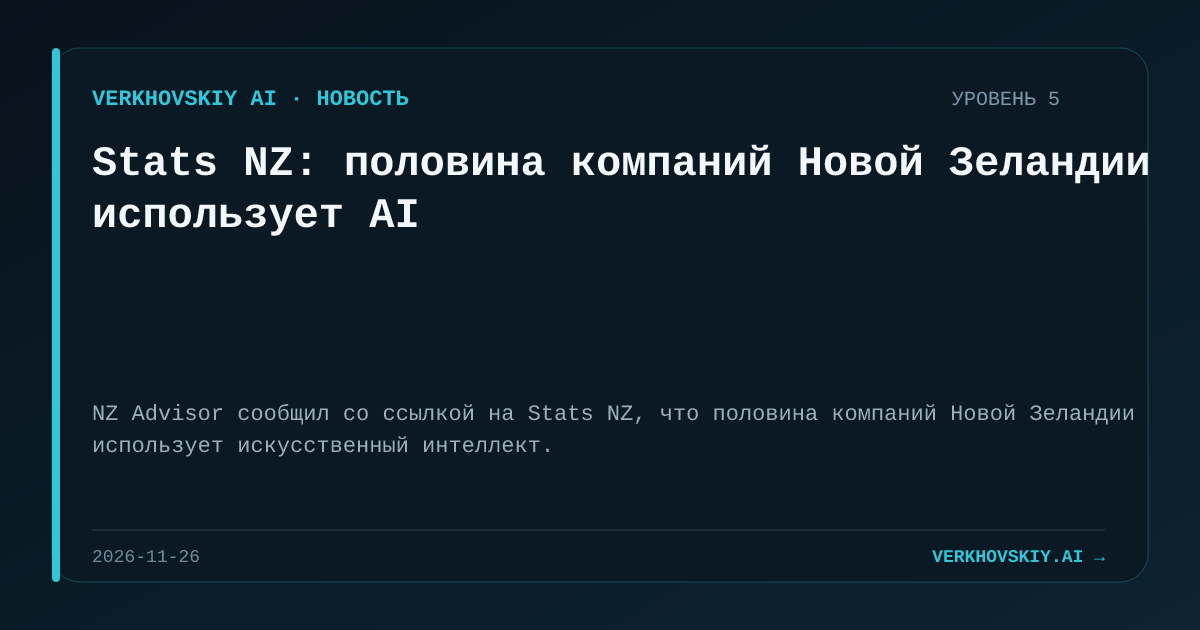 VERKHOVSKIY AI · НОВОСТЬ
УРОВЕНЬ 5
Stats NZ: половина компаний Новой Зеландии
использует AI
NZ Advisor сообщил со ссылкой на Stats NZ, что половина компаний Новой Зеландии
использует искусственный интеллект.
2026-11-26
VERKHOVSKIY.AI →